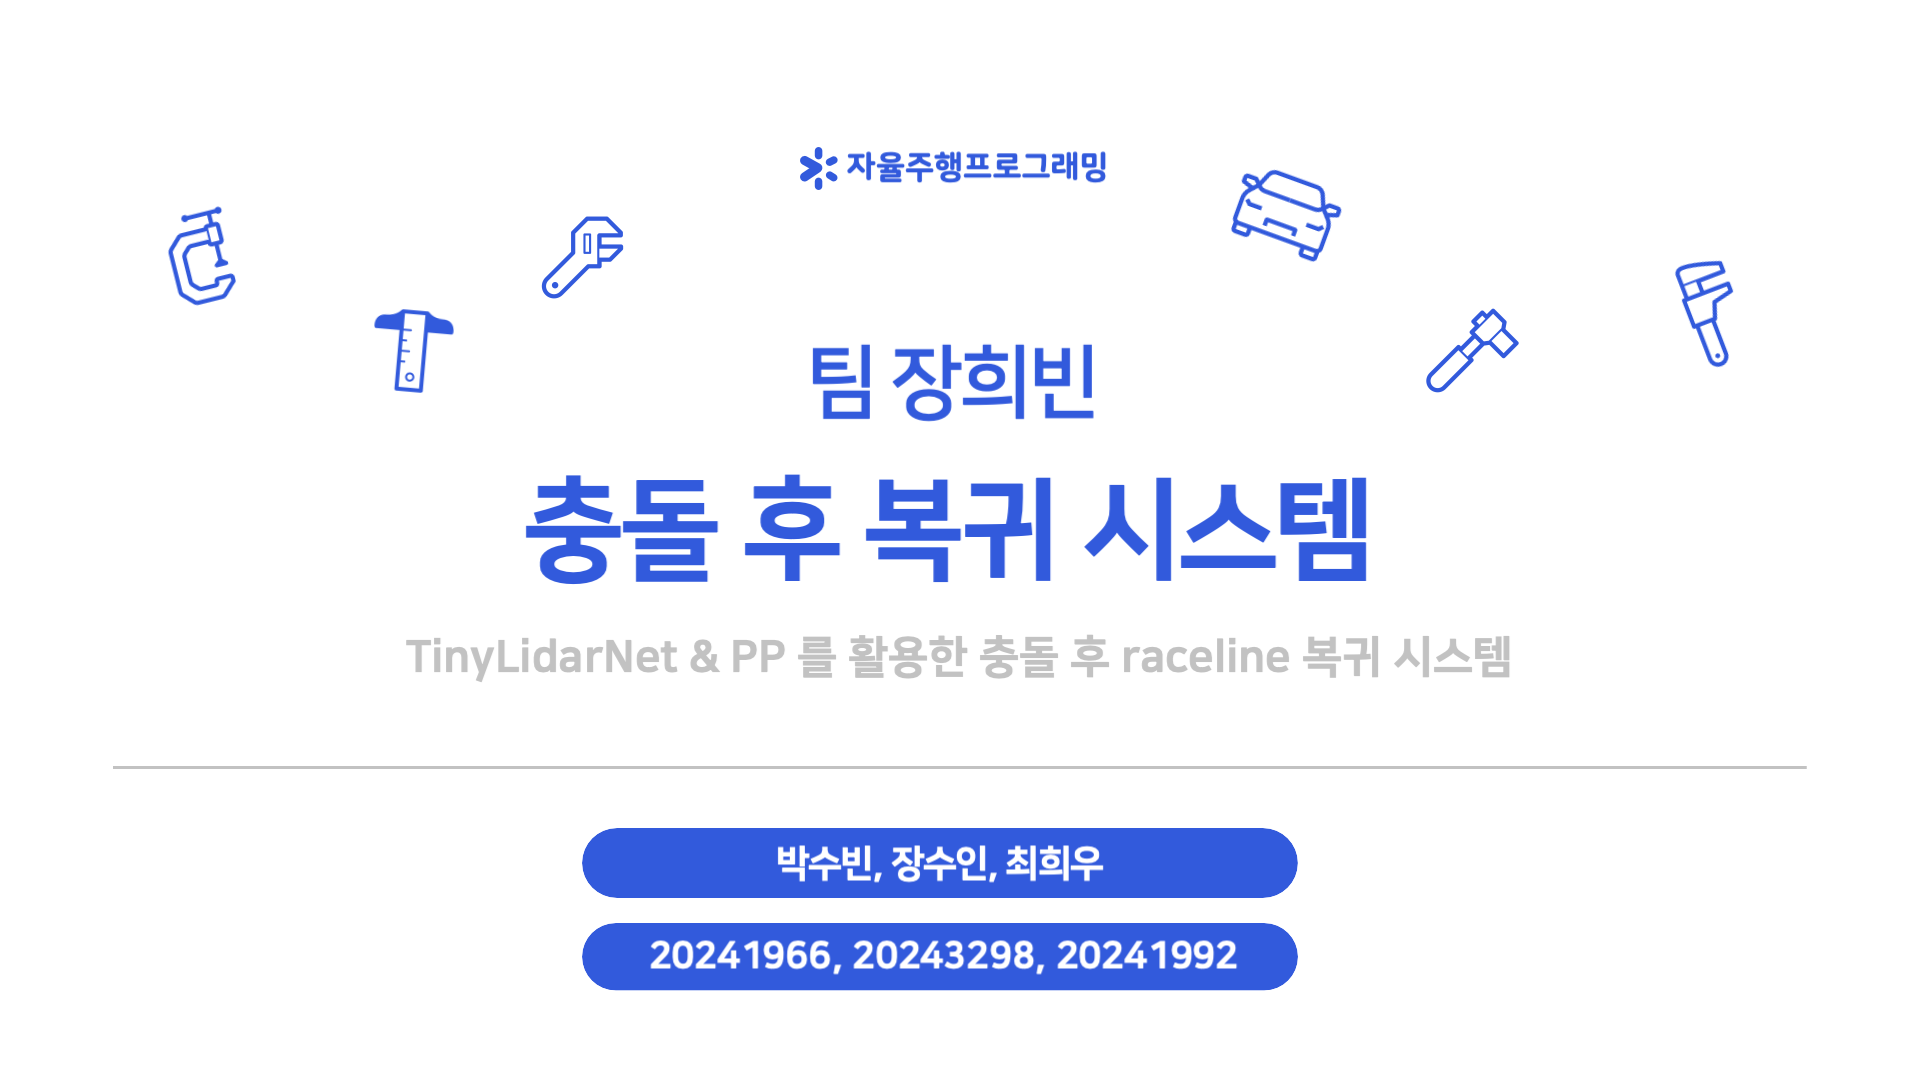 자율주행프로그래밍
팀 장희빈
충돌 후 복귀 시스템
TinyLidarNet & PP 를 활용한 충돌 후 raceline 복귀 시스템
박수빈, 장수인, 최희우
20241966, 20243298, 20241992